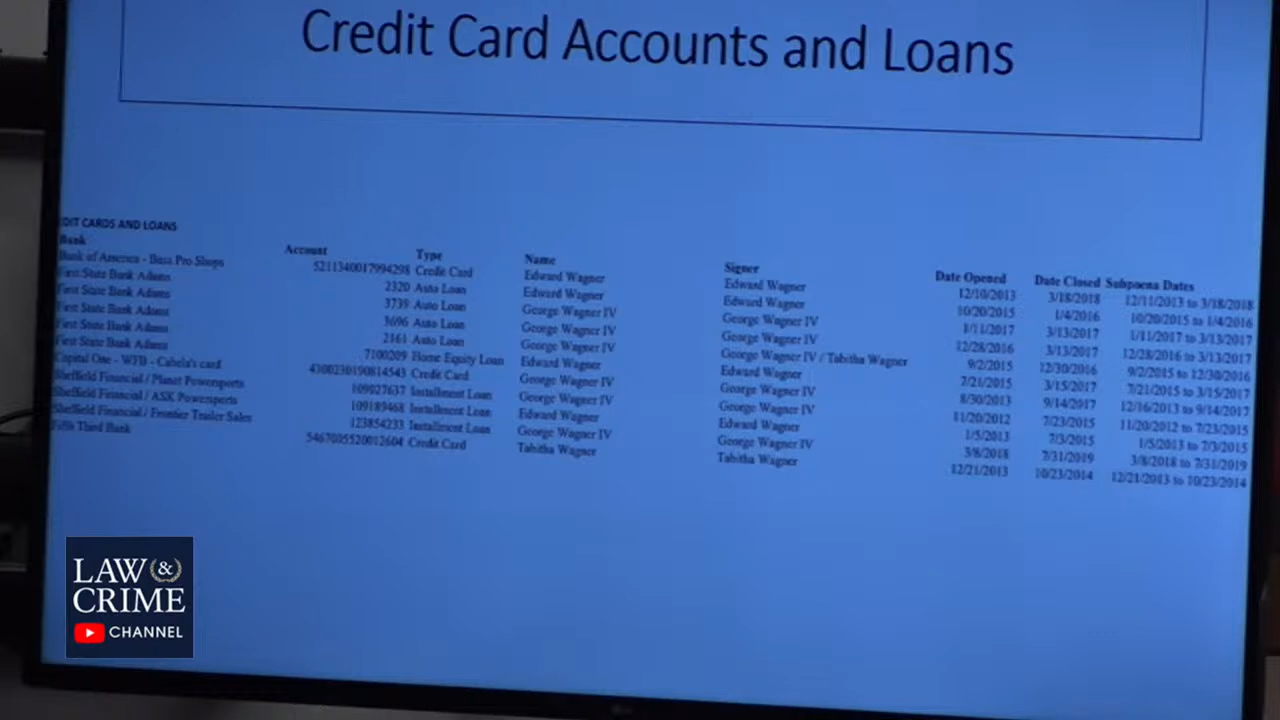 Credit Card Accounts and Loans
DIT CARDS AND LOANS
Bank Account Type Name Signer Date Opened Date Closed Subpoena Dates
Bank of America - Bass Pro Shops 5211340017994298 Credit Card Edward Wagner Edward Wagner 12/10/2013 3/18/2018 12/11/2013 to 3/18/2018
First State Bank Adams 2320 Auto Loan Edward Wagner Edward Wagner 10/20/2015 1/4/2016 10/20/2015 to 1/4/2016
First State Bank Adams 3739 Auto Loan George Wagner IV George Wagner IV 1/11/2017 3/13/2017 1/11/2017 to 3/13/2017
First State Bank Adams 3696 Auto Loan George Wagner IV George Wagner IV 12/28/2016 3/13/2017 12/28/2016 to 3/13/2017
First State Bank Adams 2161 Auto Loan George Wagner IV George Wagner IV / Tabitha Wagner 9/2/2015 12/30/2016 9/2/2015 to 12/30/2016
First State Bank Adams 7100209 Home Equity Loan Edward Wagner Edward Wagner 7/21/2015 3/15/2017 7/21/2015 to 3/15/2017
Capital One - WFB - Cabela's card 4300230190814543 Credit Card George Wagner IV George Wagner IV 8/30/2013 9/14/2017 12/16/2013 to 9/14/2017
Sheffield Financial / Planet Powersports 109027637 Installment Loan George Wagner IV George Wagner IV 11/20/2012 7/23/2015 11/20/2012 to 7/23/2015
Sheffield Financial / ASK Powersports 109189468 Installment Loan Edward Wagner Edward Wagner 1/5/2013 7/3/2015 1/5/2013 to 7/3/2015
Sheffield Financial / Frontier Trailer Sales 123854233 Installment Loan George Wagner IV George Wagner IV 3/8/2018 7/31/2019 3/8/2018 to 7/31/2019
Fifth Third Bank 5467005520012604 Credit Card Tabitha Wagner Tabitha Wagner 12/21/2013 10/23/2014 12/21/2013 to 10/23/2014
LAW &
CRIME
CHANNEL
LG